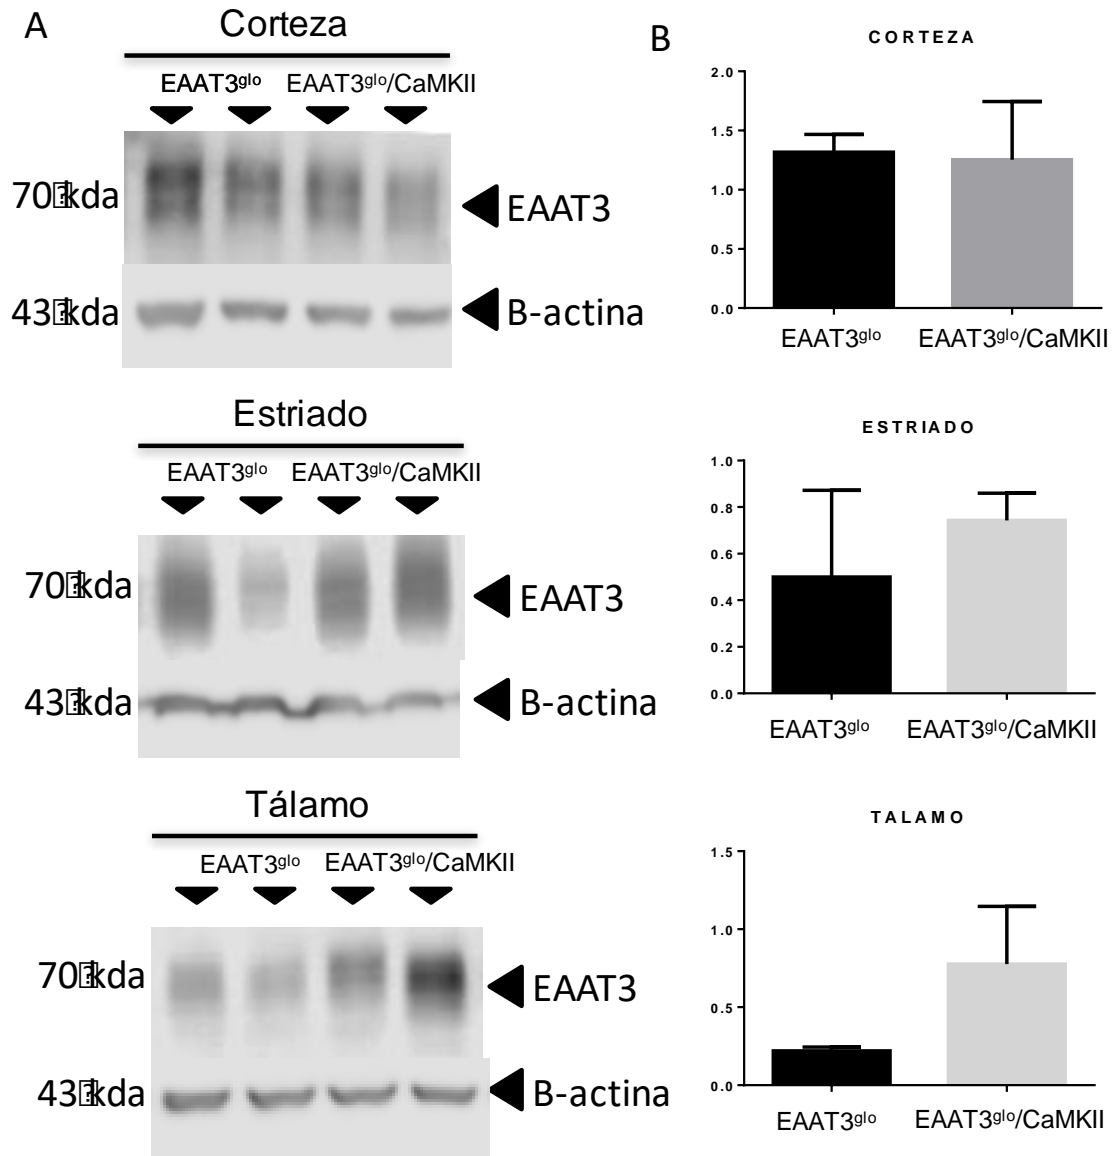 A
Corteza
EAAT3glo EAAT3glo/CaMKII
70 kda
EAAT3
43 kda
B-actina
Estriado
EAAT3glo EAAT3glo/CaMKII
70 kda
EAAT3
43 kda
B-actina
Tálamo
EAAT3glo EAAT3glo/CaMKII
70 kda
EAAT3
43 kda
B-actina
B
CORTEZA
2.0
1.5
1.0
0.5
0.0
EAAT3glo EAAT3glo/CaMKII
ESTRIADO
1.0
0.8
0.6
0.4
0.2
0.0
EAAT3glo EAAT3glo/CaMKII
TALAMO
1.5
1.0
0.5
0.0
EAAT3glo EAAT3glo/CaMKII